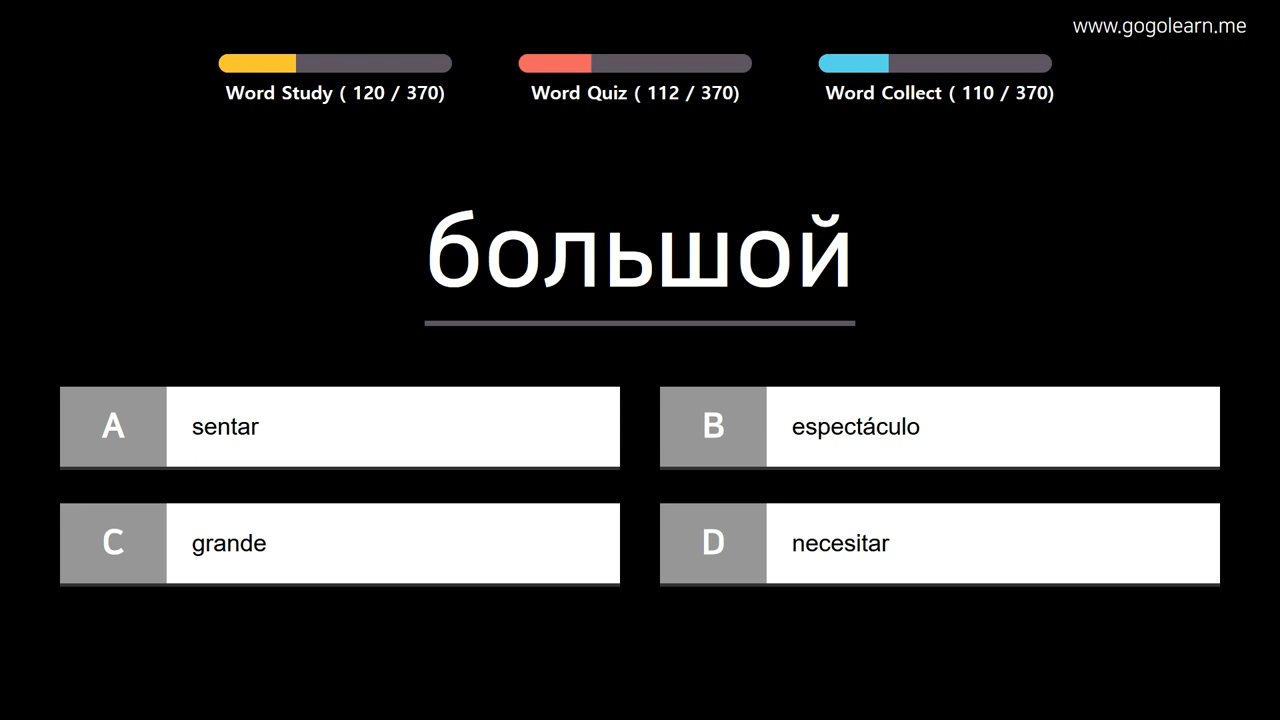 www.gogolearn.me
Word Study ( 120 / 370)
Word Quiz ( 112 / 370)
Word Collect ( 110 / 370)
большой
A sentar
B espectáculo
C grande
D necesitar